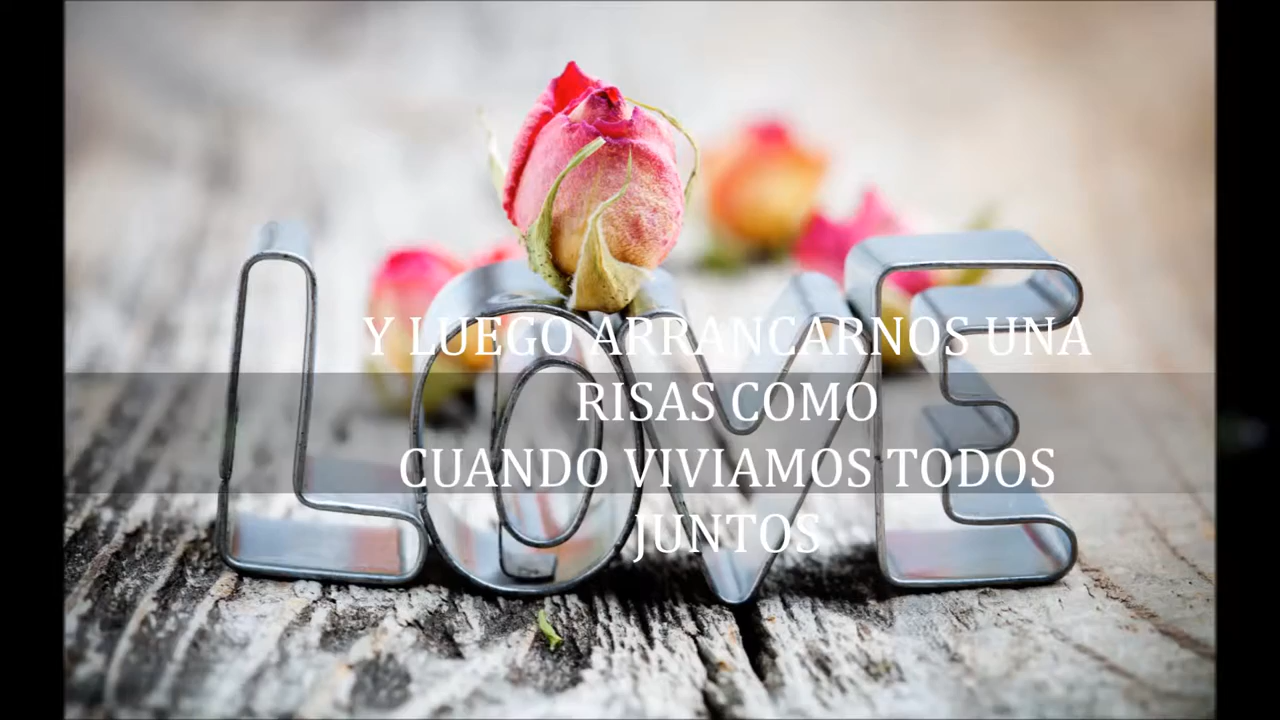 LOVE
Y LUEGO ARRANCARNOS UNA
RISAS COMO
CUANDO VIVIAMOS TODOS
JUNTOS